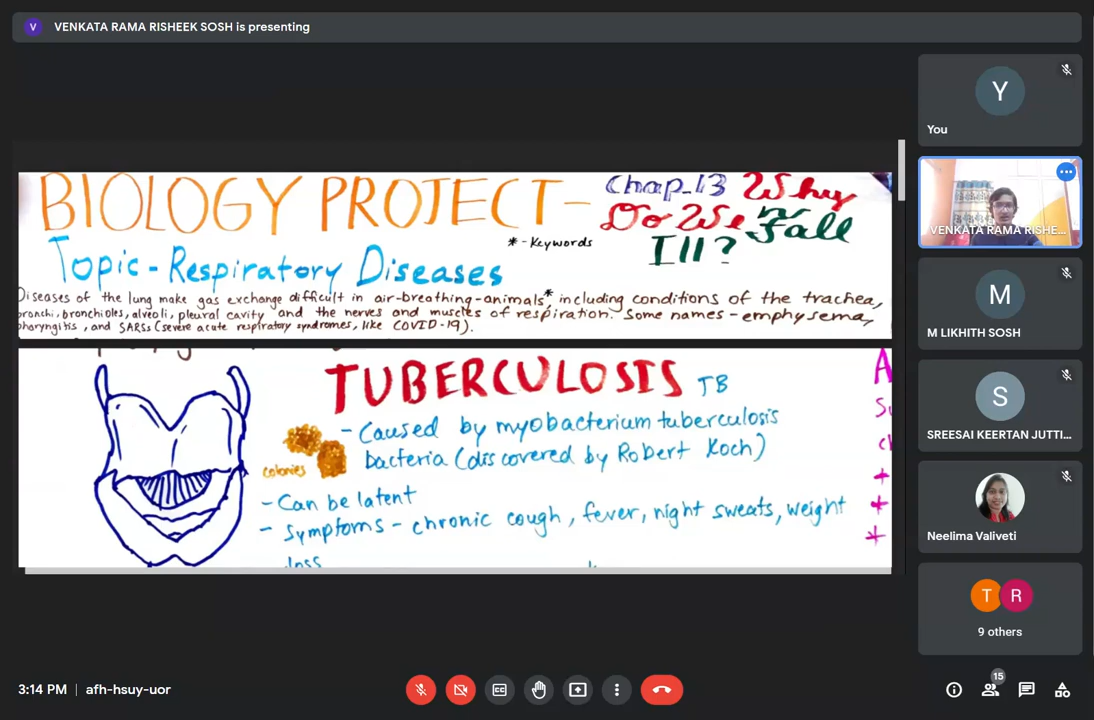 V VENKATA RAMA RISHEEK SOSH is presenting
BIOLOGY PROJECT-
Chap_13 Why
Do We Fall
Ill?
*-Keywords
Topic-Respiratory Diseases
Diseases of the lung make gas exchange difficult in air-breathing-animals*, including conditions of the trachea,
bronchi, bronchioles, alveoli, pleural cavity and the nerves and muscles of respiration. Some names-emphysema,
pharyngitis, and SARSs (severe acute respiratory syndromes, like COVID-19).
TUBERCULOSIS TB
- Caused by myobacterium tuberculosis
bacteria (discovered by Robert Koch)
colonies
- Can be latent
- Symptoms - chronic cough, fever, night sweats, weight
loss
Y
You
VENKATA RAMA RISHE...
M
M LIKHITH SOSH
S
SREESAI KEERTAN JUTTI...
Neelima Valiveti
T R
9 others
3:14 PM | afh-hsuy-uor
CC
15